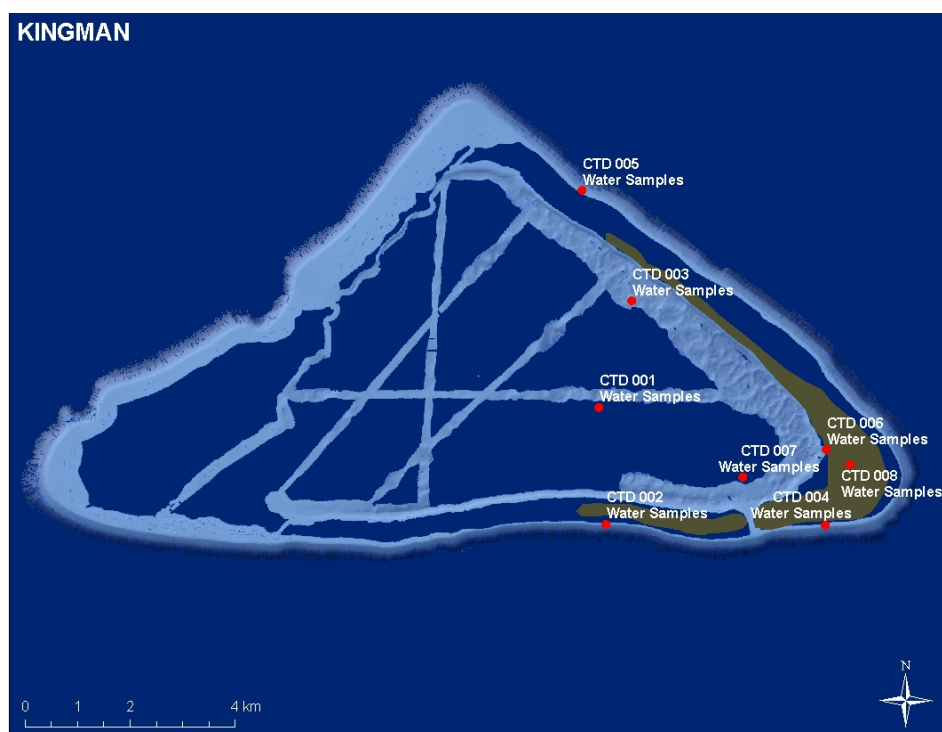 KINGMAN
CTD 005
Water Samples
CTD 003
Water Samples
CTD 001
Water Samples
CTD 006
Water Samples
CTD 007
Water Samples
CTD 008
Water Samples
CTD 002
Water Samples
CTD 004
Water Samples
N
0 1 2 4 km